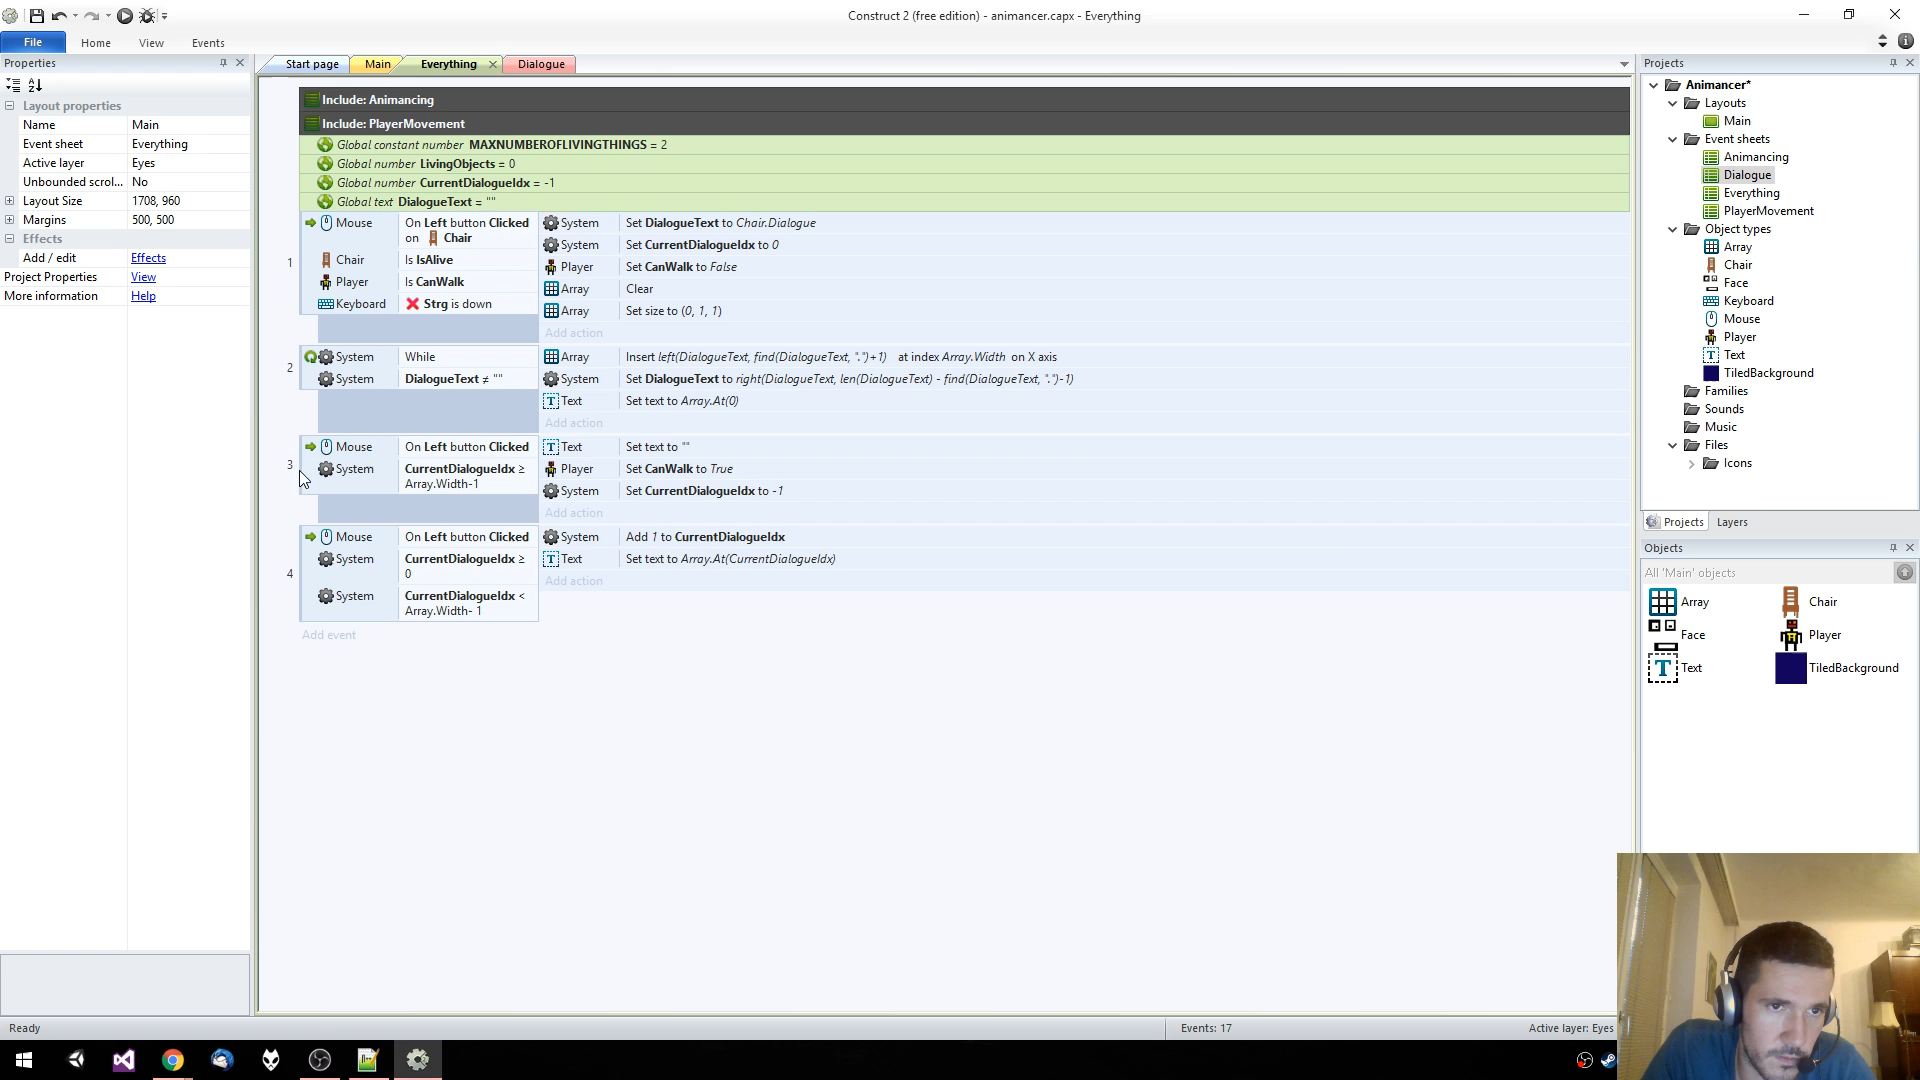 Construct 2 (free edition) - animancer.capx - Everything
File
Home
View
Events
Properties
Layout properties
Name Main
Event sheet Everything
Active layer Eyes
Unbounded scrol... No
Layout Size 1708, 960
Margins 500, 500
Effects
Add / edit Effects
Project Properties View
More information Help
Start page
Main
Everything
Dialogue
Include: Animancing
Include: PlayerMovement
Global constant number MAXNUMBEROFLIVINGTHINGS = 2
Global number LivingObjects = 0
Global number CurrentDialogueIdx = -1
Global text DialogueText = ""
1
Mouse On Left button Clicked on Chair
Chair Is IsAlive
Player Is CanWalk
Keyboard Strg is down
System Set DialogueText to Chair.Dialogue
System Set CurrentDialogueIdx to 0
Player Set CanWalk to False
Array Clear
Array Set size to (0, 1, 1)
Add action
2
System While
System DialogueText ≠ ""
Array Insert left(DialogueText, find(DialogueText, ".")+1) at index Array.Width on X axis
System Set DialogueText to right(DialogueText, len(DialogueText) - find(DialogueText, ".")-1)
Text Set text to Array.At(0)
Add action
3
Mouse On Left button Clicked
System CurrentDialogueIdx ≥ Array.Width-1
Text Set text to ""
Player Set CanWalk to True
System Set CurrentDialogueIdx to -1
Add action
4
Mouse On Left button Clicked
System CurrentDialogueIdx ≥ 0
System CurrentDialogueIdx < Array.Width- 1
System Add 1 to CurrentDialogueIdx
Text Set text to Array.At(CurrentDialogueIdx)
Add action
Add event
Projects
Animancer*
Layouts
Main
Event sheets
Animancing
Dialogue
Everything
PlayerMovement
Object types
Array
Chair
Face
Keyboard
Mouse
Player
Text
TiledBackground
Families
Sounds
Music
Files
Icons
Projects
Layers
Objects
All 'Main' objects
Array
Chair
Face
Player
Text
TiledBackground
Ready
Events: 17
Active layer: Eyes